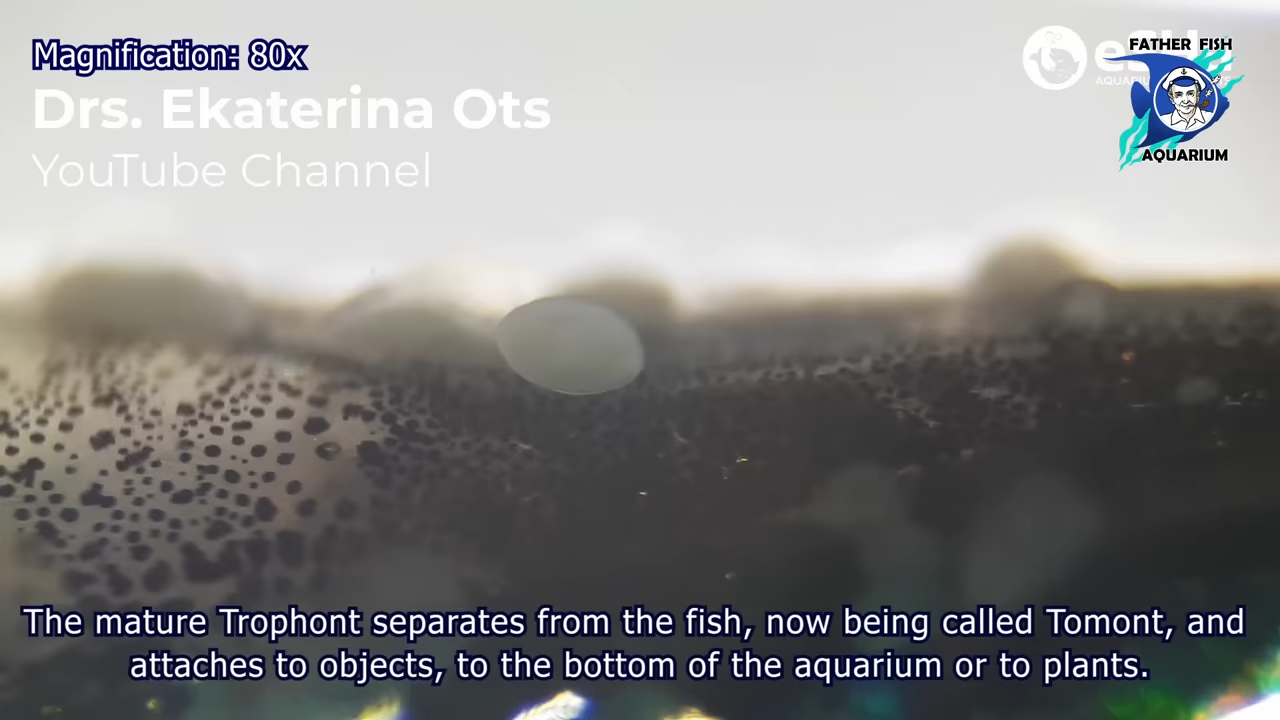 Magnification: 80x
Drs. Ekaterina Ots
YouTube Channel
FATHER FISH
AQUARIUM
The mature Trophont separates from the fish, now being called Tomont, and
attaches to objects, to the bottom of the aquarium or to plants.